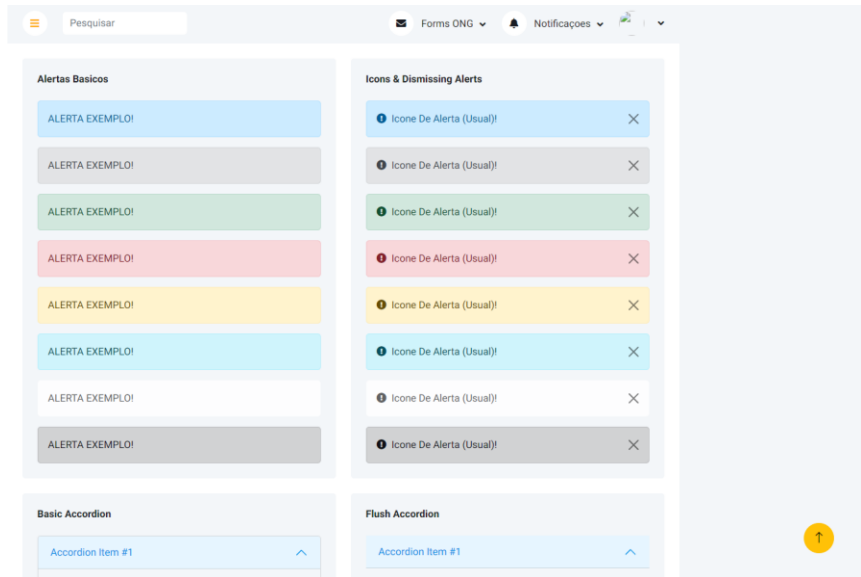 Pesquisar
Forms ONG
Notificaçoes
Alertas Basicos
ALERTA EXEMPLO!
ALERTA EXEMPLO!
ALERTA EXEMPLO!
ALERTA EXEMPLO!
ALERTA EXEMPLO!
ALERTA EXEMPLO!
ALERTA EXEMPLO!
ALERTA EXEMPLO!
Icons & Dismissing Alerts
Icone De Alerta (Usual)!
Icone De Alerta (Usual)!
Icone De Alerta (Usual)!
Icone De Alerta (Usual)!
Icone De Alerta (Usual)!
Icone De Alerta (Usual)!
Icone De Alerta (Usual)!
Icone De Alerta (Usual)!
Basic Accordion
Accordion Item #1
Flush Accordion
Accordion Item #1